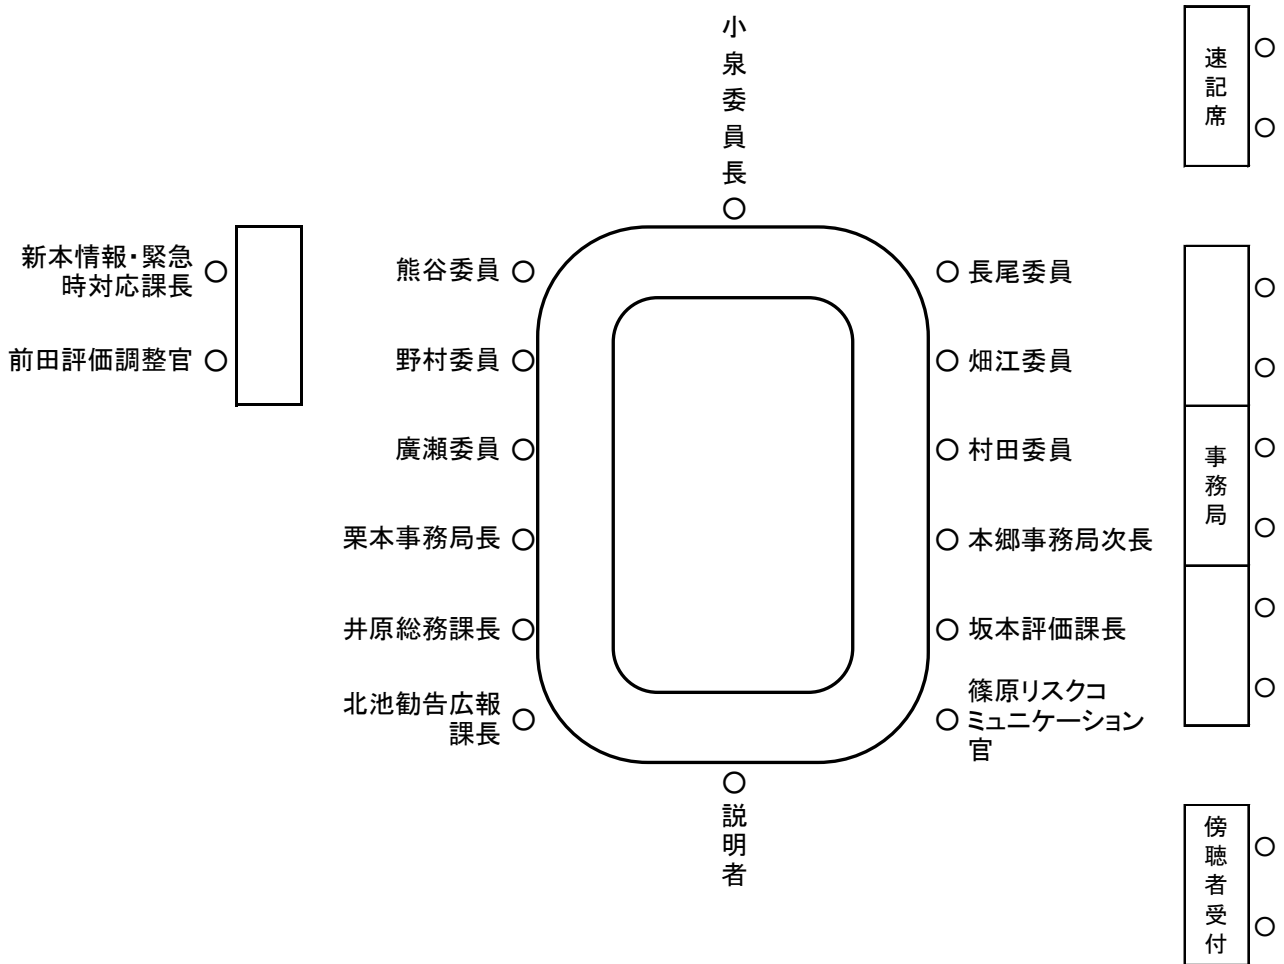 小泉委員長
速記席
新本情報・緊急
時対応課長
前田評価調整官
熊谷委員
野村委員
廣瀬委員
栗本事務局長
井原総務課長
北池勧告広報
課長
長尾委員
畑江委員
村田委員
本郷事務局次長
坂本評価課長
篠原リスクコ
ミュニケーション
官
説明者
事務局
傍聴者受付